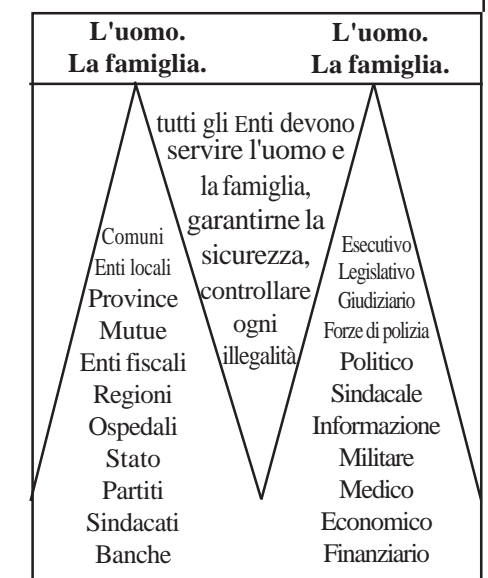 L'uomo.
La famiglia.
L'uomo.
La famiglia.
tutti gli Enti devono
servire l'uomo e
la famiglia,
garantirne la
sicurezza,
controllare
ogni
illegalità
Comuni
Enti locali
Province
Mutue
Enti fiscali
Regioni
Ospedali
Stato
Partiti
Sindacati
Banche
Esecutivo
Legislativo
Giudiziario
Forze di polizia
Politico
Sindacale
Informazione
Militare
Medico
Economico
Finanziario